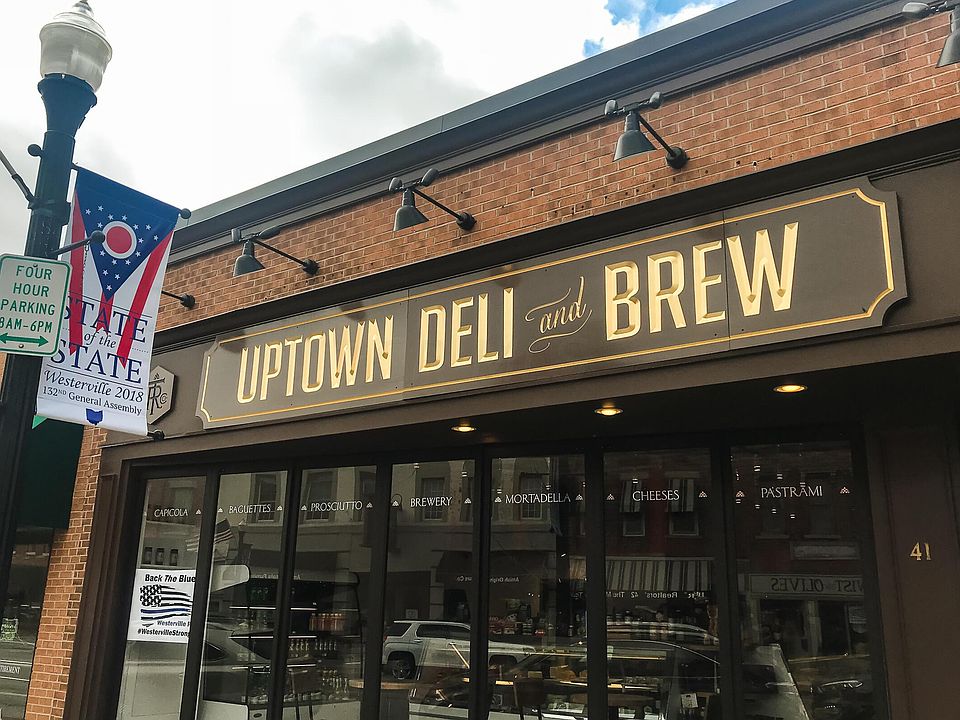 FOUR
HOUR
PARKING
8AM-6PM
STATE
of the
STATE
Westerville 2018
132ND General Assembly
UPTOWN DELI and BREW
CAPICOLA
BAGUETTES
PROSCIUTTO
BREWERY
MORTADELLA
CHEESES
PASTRAMI
41
Back The Blue
#WestervilleStrong